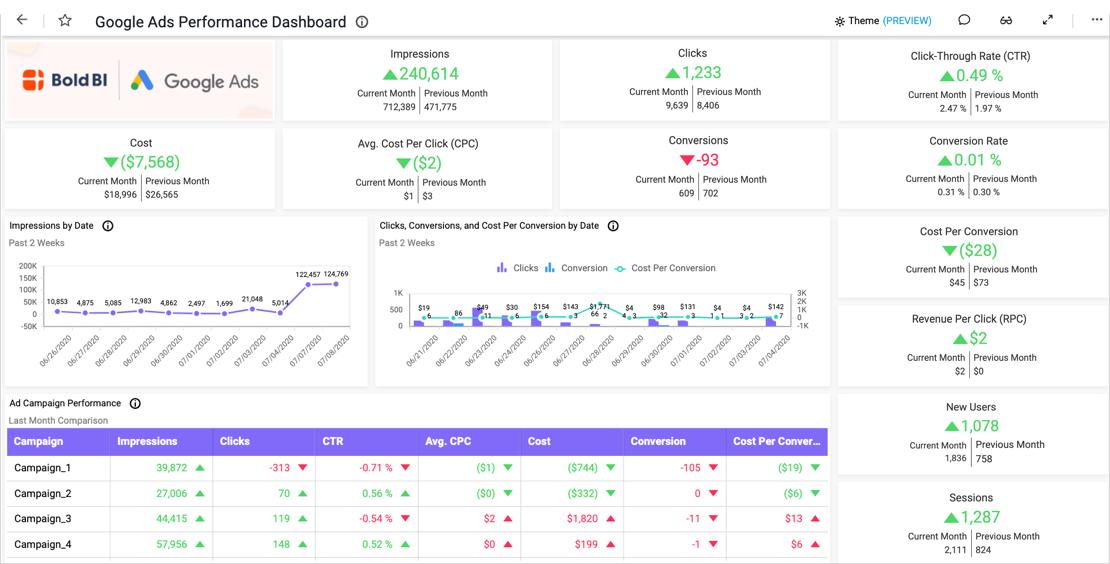 Google Ads Performance Dashboard
Theme (PREVIEW)
Bold BI
Google Ads
Impressions
240,614
Current Month Previous Month
712,389 471,775
Clicks
1,233
Current Month Previous Month
9,639 8,406
Click-Through Rate (CTR)
0.49 %
Current Month Previous Month
2.47 % 1.97 %
Cost
($7,568)
Current Month Previous Month
$18,996 $26,565
Avg. Cost Per Click (CPC)
($2)
Current Month Previous Month
$1 $3
Conversions
-93
Current Month Previous Month
609 702
Conversion Rate
0.01 %
Current Month Previous Month
0.31 % 0.30 %
Impressions by Date
Past 2 Weeks
200K
150K
100K
50K
0
-50K
10,853 4,875 5,085 12,983 4,862 2,497 1,699 21,048 5,014 122,457 124,769
06/26/2020 06/27/2020 06/28/2020 06/29/2020 06/30/2020 07/01/2020 07/02/2020 07/03/2020 07/04/2020 07/07/2020 07/08/2020
Clicks, Conversions, and Cost Per Conversion by Date
Past 2 Weeks
Clicks Conversion Cost Per Conversion
1K
500
0
3K
2K
1K
0
-1K
$19 $49 $30 $154 $143 $1,771 $4 $98 $131 $4 $4 $142
6 86 11 6 6 3 66 2 4 3 32 3 1 1 3 2 7
06/21/2020 06/22/2020 06/23/2020 06/24/2020 06/26/2020 06/27/2020 06/28/2020 06/29/2020 06/30/2020 07/01/2020 07/02/2020 07/03/2020 07/04/2020
Cost Per Conversion
($28)
Current Month Previous Month
$45 $73
Revenue Per Click (RPC)
$2
Current Month Previous Month
$2 $0
Ad Campaign Performance
Last Month Comparison
Campaign Impressions Clicks CTR Avg. CPC Cost Conversion Cost Per Conver...
Campaign_1 39,872 -313 -0.71 % ($1) ($744) -105 ($19)
Campaign_2 27,006 70 0.56 % ($0) ($332) 0 ($6)
Campaign_3 44,415 119 -0.54 % $2 $1,820 -11 $13
Campaign_4 57,956 148 0.52 % $0 $199 -1 $6
New Users
1,078
Current Month Previous Month
1,836 758
Sessions
1,287
Current Month Previous Month
2,111 824